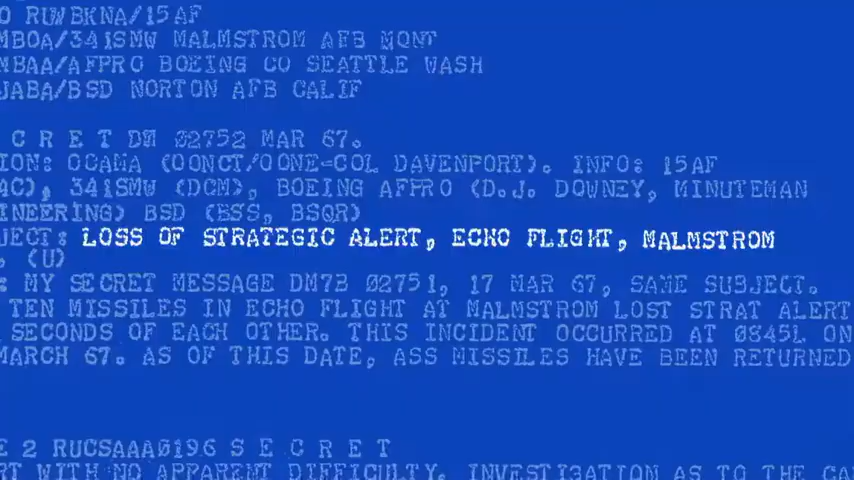 O RUWBKNA/15AF
MBOA/341SMW MALMSTROM AFB MONT
MBAA/AFPRO BOEING CO SEATTLE WASH
JABA/BSD NORTON AFB CALIF
C R E T DM 02752 MAR 67.
ION: OOAMA (OONCT/OONE-COL DAVENPORT). INFO: 15AF
AC), 341SMW (DCM), BOEING AFPRO (D.J. DOWNEY, MINUTEMAN
INEERING) BSD (BSS, BSQR)
JECT: LOSS OF STRATEGIC ALERT, ECHO FLIGHT, MALMSTROM
. (U)
: MY SECRET MESSAGE DM7B 02751, 17 MAR 67, SAME SUBJECT.
TEN MISSILES IN ECHO FLIGHT AT MALMSTROM LOST STRAT ALERT
SECONDS OF EACH OTHER. THIS INCIDENT OCCURRED AT 0845L ON
MARCH 67. AS OF THIS DATE, ASS MISSILES HAVE BEEN RETURNED
E 2 RUCSAAA0196 S E C R E T
RT WITH NO APPARENT DIFFICULTY. INVESTIGATION AS TO THE CA